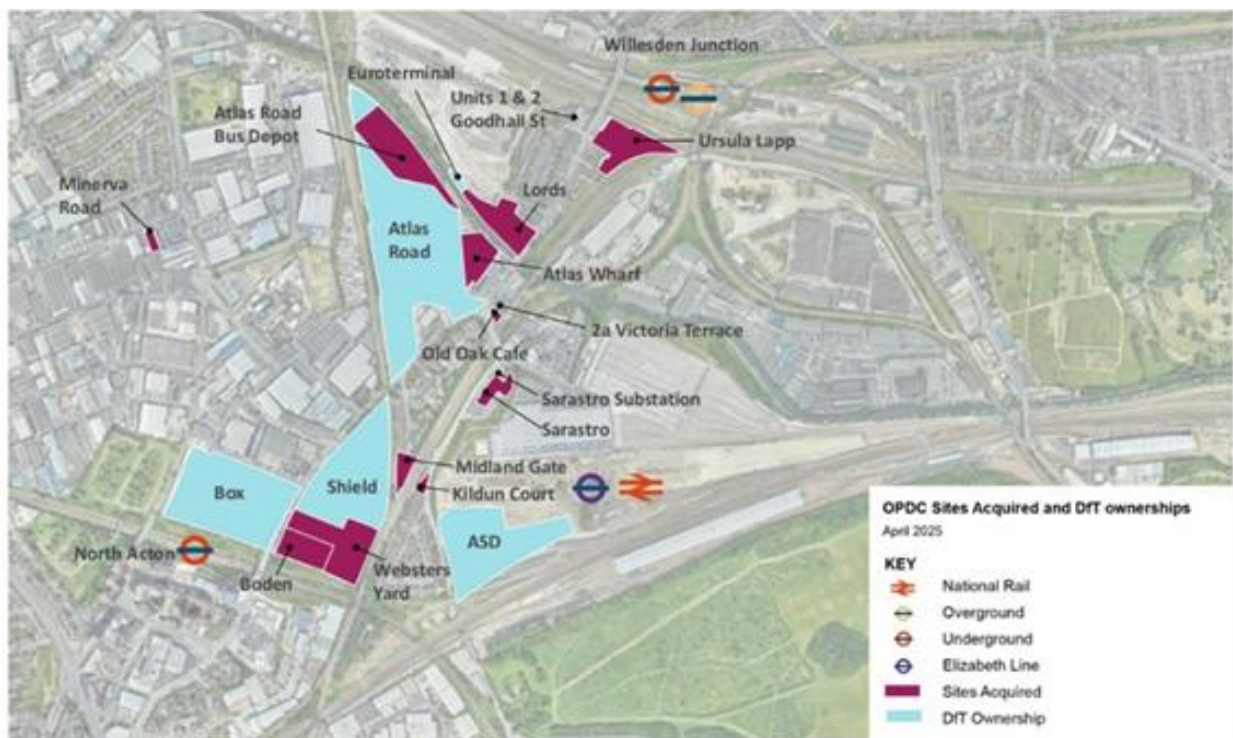 Willesden Junction
Euroterminal
Units 1 & 2
Goodhall St
Atlas Road
Bus Depot
Ursula Lapp
Minerva
Road
Lords
Atlas
Road
Atlas Wharf
2a Victoria Terrace
Old Oak Cafe
Sarastro Substation
Sarastro
Midland Gate
Kildun Court
Box
Shield
ASD
North Acton
Boden
Websters
Yard
OPDC Sites Acquired and DfT ownerships
April 2025
KEY
National Rail
Overground
Underground
Elizabeth Line
Sites Acquired
DfT Ownership